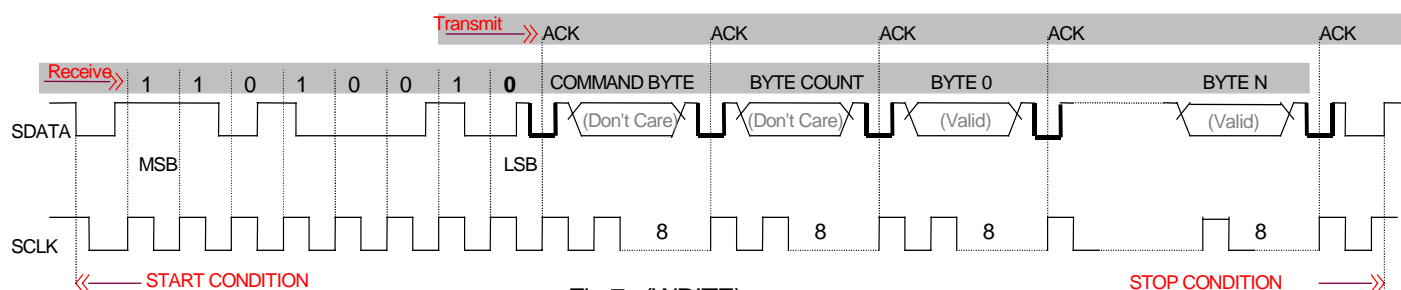 Transmit ACK ACK ACK ACK ACK
Receive 1 1 0 1 0 0 1 0 COMMAND BYTE BYTE COUNT BYTE 0 BYTE N
SDATA (Don't Care) (Don't Care) (Valid) (Valid)
MSB LSB
SCLK 8 8 8 8
START CONDITION STOP CONDITION
(WRITE)